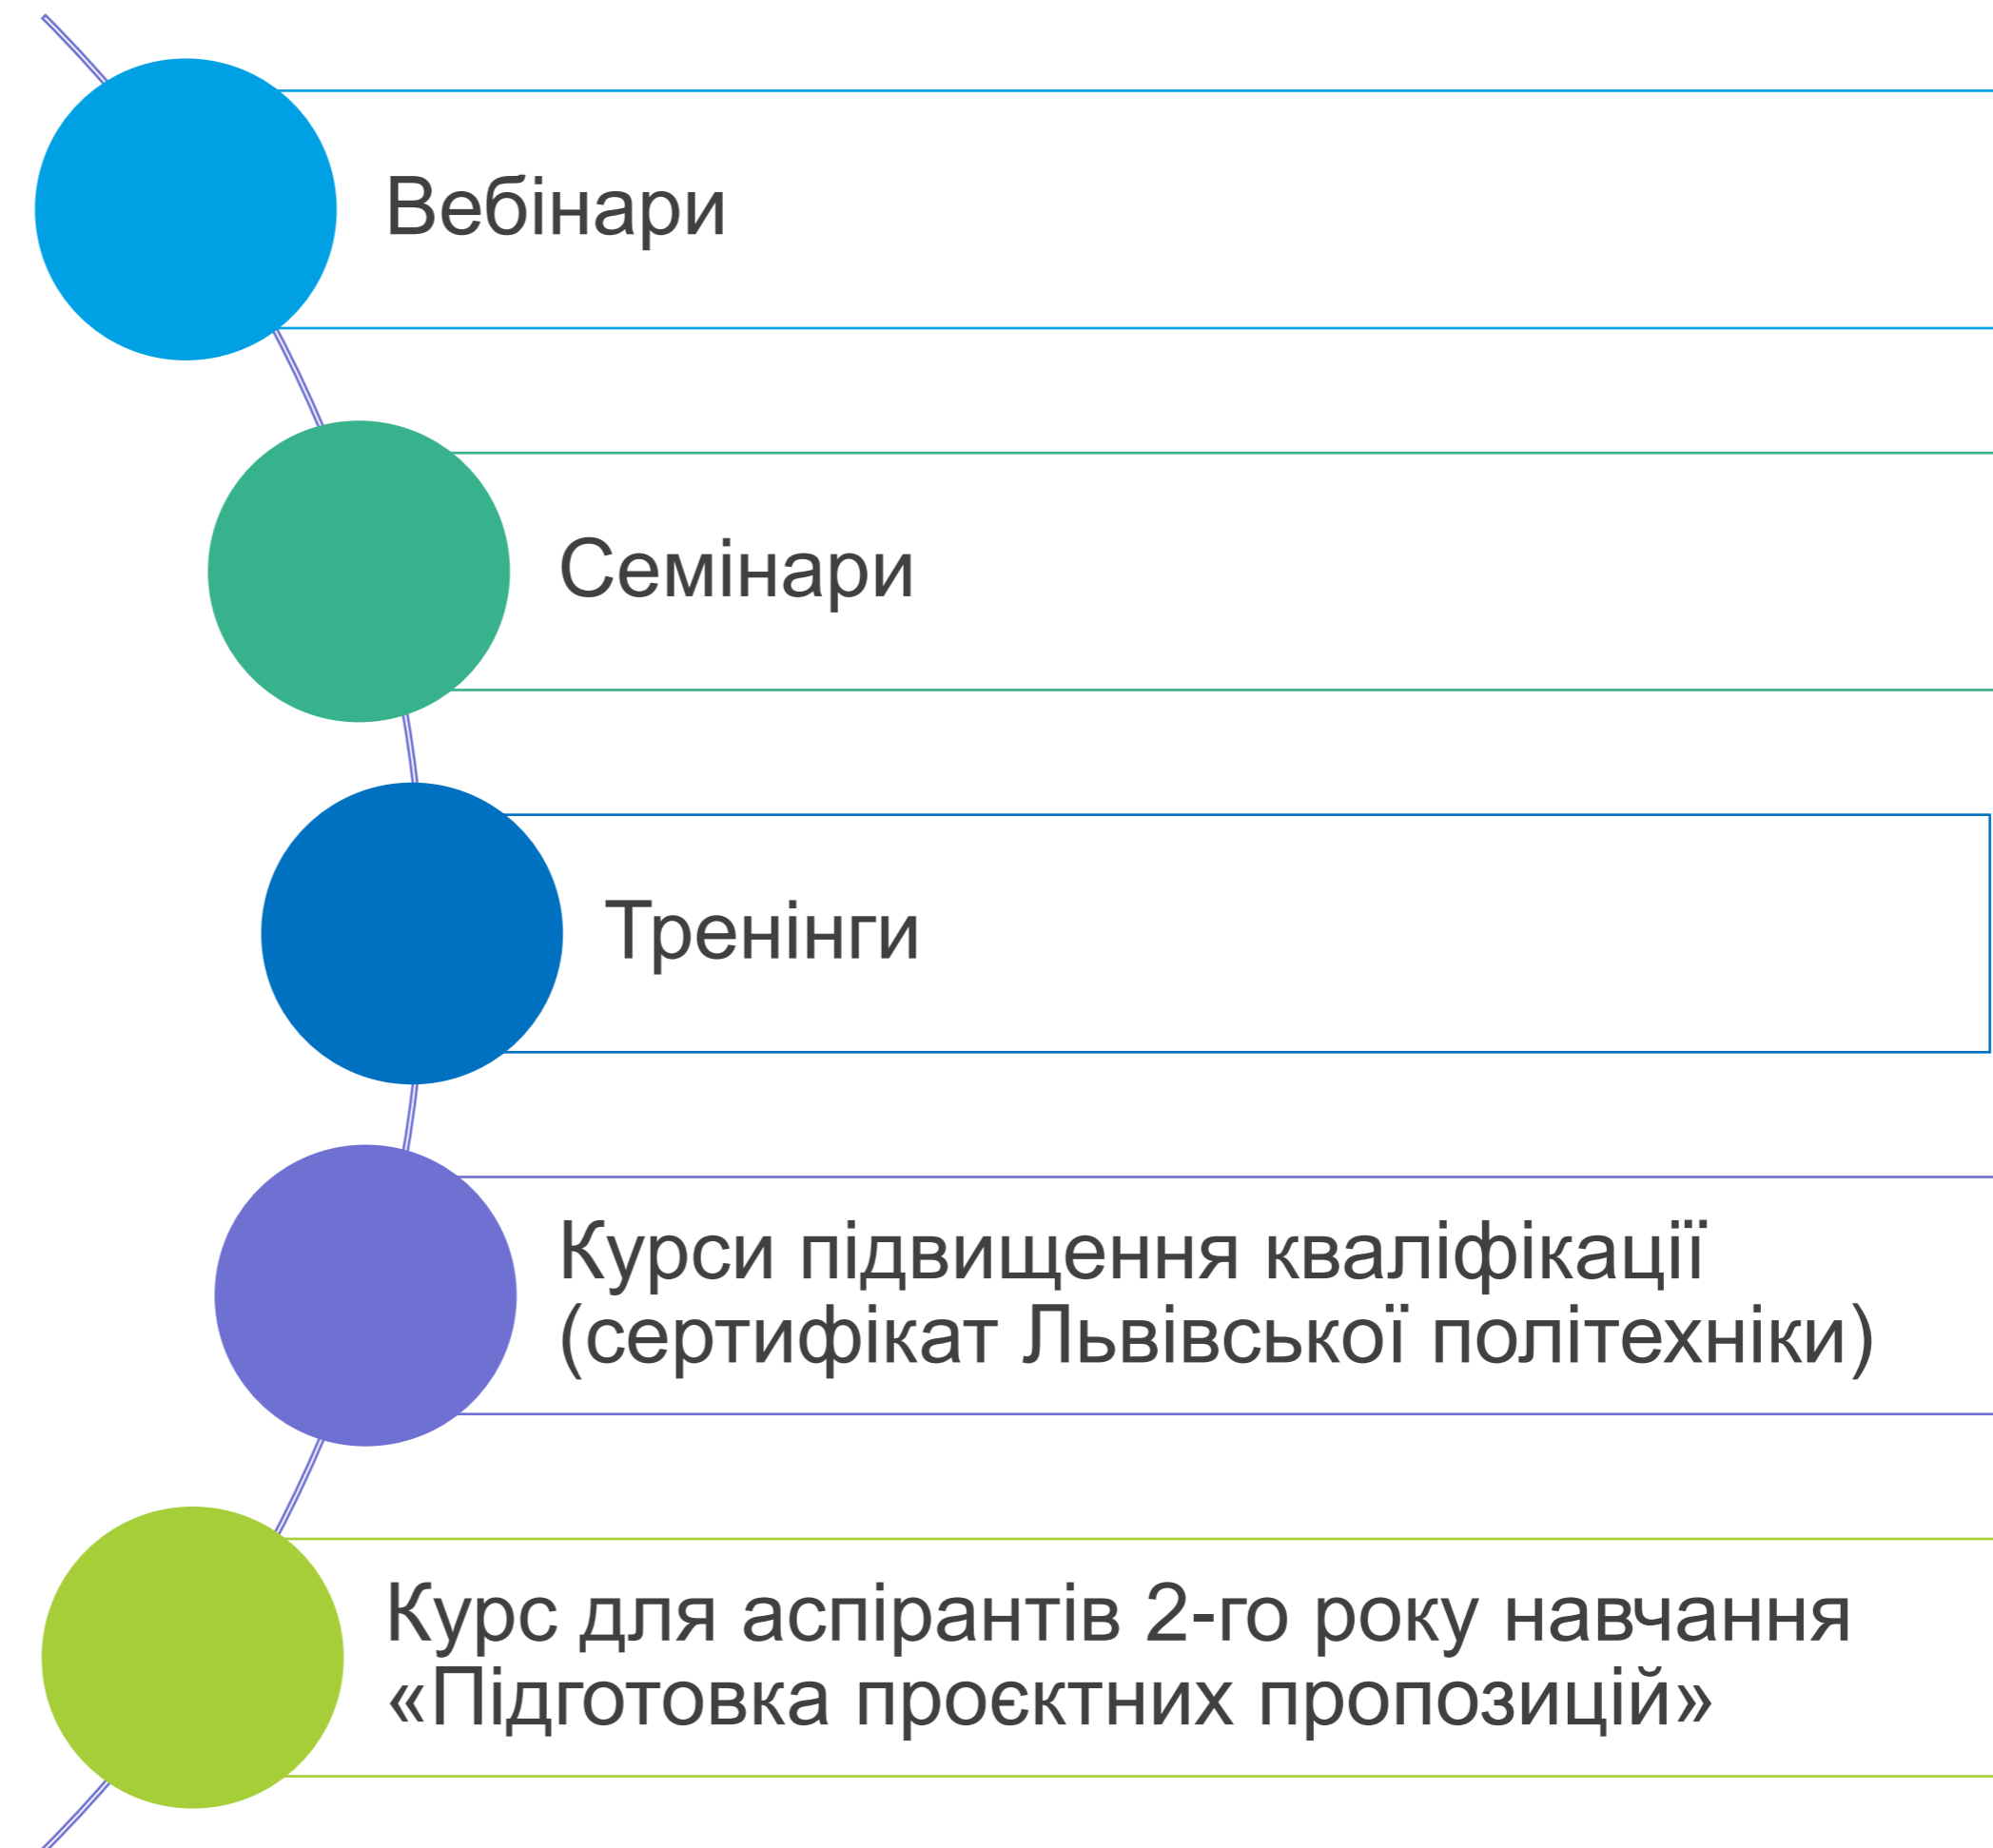 Вебінари
Семінари
Тренінги
Курси підвищення кваліфікації
(сертифікат Львівської політехніки)
Курс для аспірантів 2-го року навчання
«Підготовка проєктних пропозицій»